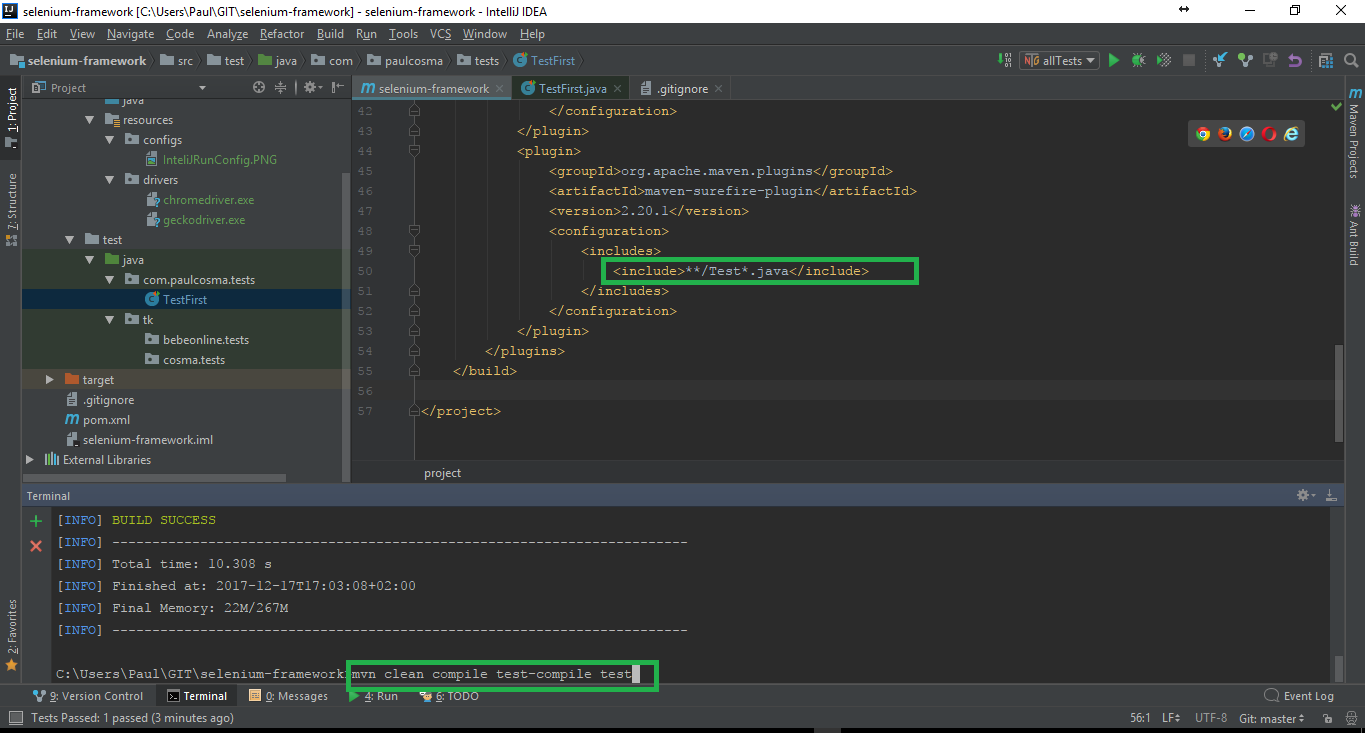 selenium-framework [C:\Users\Paul\GIT\selenium-framework] - selenium-framework - IntelliJ IDEA
File Edit View Navigate Code Analyze Refactor Build Run Tools VCS Window Help
selenium-framework src test java com paulcosma tests TestFirst allTests
1: Project
7: Structure
2: Favorites
Project
java
resources
configs
InteliJRunConfig.PNG
drivers
chromedriver.exe
geckodriver.exe
test
java
com.paulcosma.tests
TestFirst
tk
bebeonline.tests
cosma.tests
target
.gitignore
pom.xml
selenium-framework.iml
External Libraries
selenium-framework TestFirst.java .gitignore
42 </configuration>
43 </plugin>
44 <plugin>
45 <groupId>org.apache.maven.plugins</groupId>
46 <artifactId>maven-surefire-plugin</artifactId>
47 <version>2.20.1</version>
48 <configuration>
49 <includes>
50 <include>**/Test*.java</include>
51 </includes>
52 </configuration>
53 </plugin>
54 </plugins>
55 </build>
56
57 </project>
project
Maven Projects
Ant Build
Terminal
[INFO] BUILD SUCCESS
[INFO] ------------------------------------------------------------------------
[INFO] Total time: 10.308 s
[INFO] Finished at: 2017-12-17T17:03:08+02:00
[INFO] Final Memory: 22M/267M
[INFO] ------------------------------------------------------------------------
C:\Users\Paul\GIT\selenium-framework>mvn clean compile test-compile test
9: Version Control Terminal 0: Messages 4: Run 6: TODO Event Log
Tests Passed: 1 passed (3 minutes ago) 56:1 LF UTF-8 Git: master